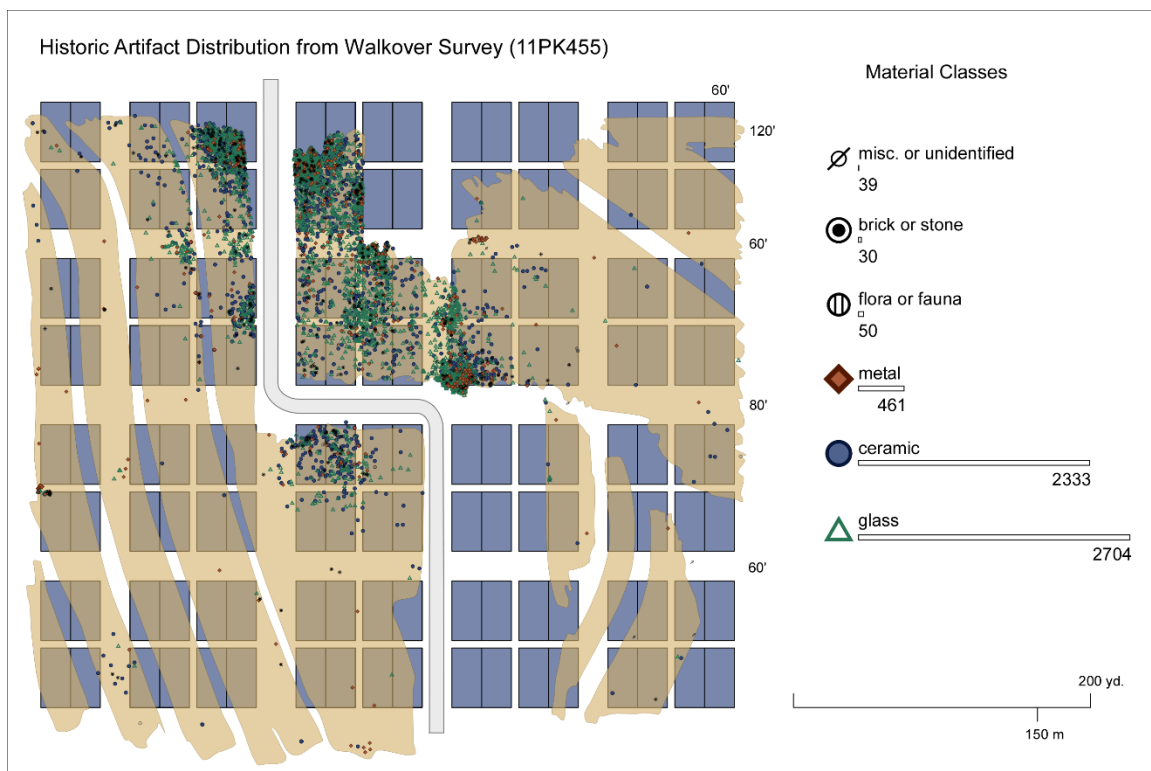 Historic Artifact Distribution from Walkover Survey (11PK455)
Material Classes
60'
120'
misc. or unidentified
39
brick or stone
30
60'
flora or fauna
50
metal
461
80'
ceramic
2333
glass
2704
60'
200 yd.
150 m